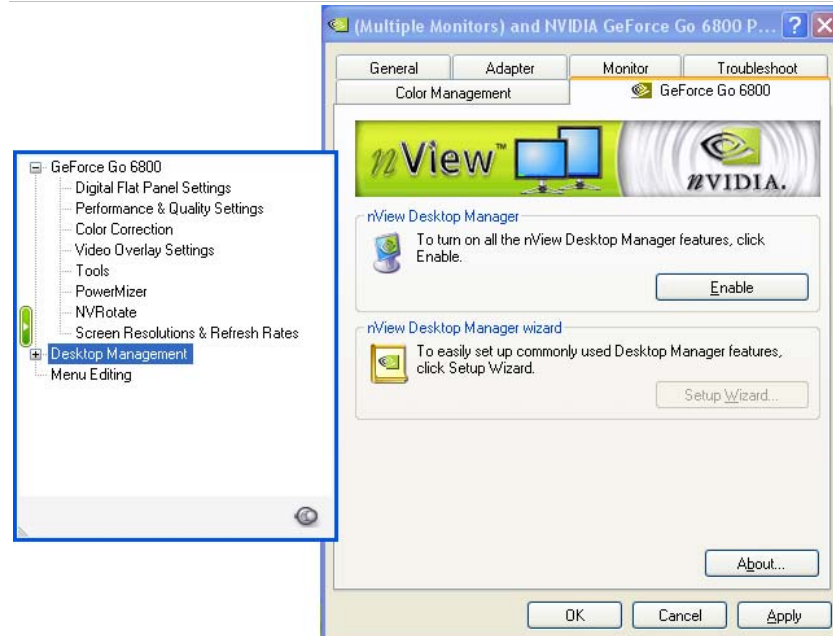 (Multiple Monitors) and NVIDIA GeForce Go 6800 P...
General
Adapter
Monitor
Troubleshoot
Color Management
GeForce Go 6800
nView™
nVIDIA.
GeForce Go 6800
Digital Flat Panel Settings
Performance & Quality Settings
Color Correction
Video Overlay Settings
Tools
PowerMizer
NVRotate
Screen Resolutions & Refresh Rates
Desktop Management
Menu Editing
nView Desktop Manager
To turn on all the nView Desktop Manager features, click
Enable.
Enable
nView Desktop Manager wizard
To easily set up commonly used Desktop Manager features,
click Setup Wizard.
Setup Wizard...
About...
OK
Cancel
Apply